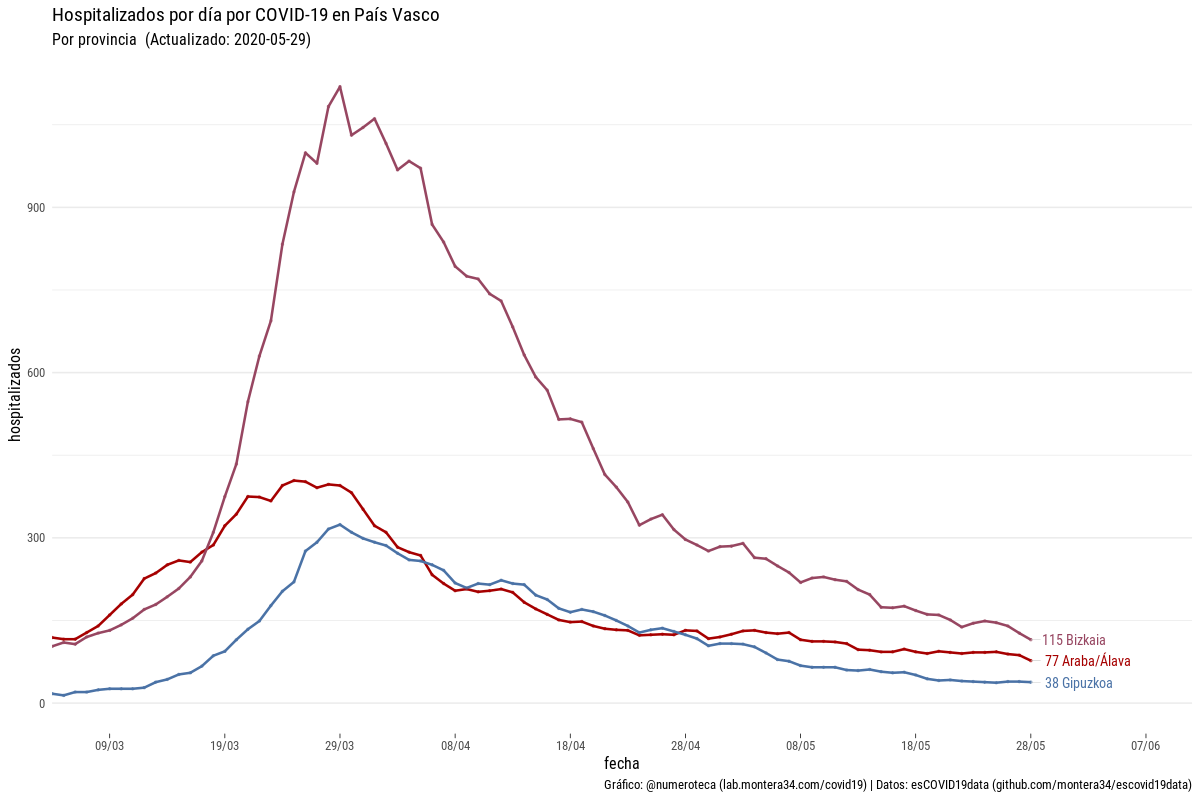 Hospitalizados por día por COVID-19 en País Vasco
Por provincia  (Actualizado: 2020-05-29)
hospitalizados
900
600
300
0
115 Bizkaia
77 Araba/Álava
38 Gipuzkoa
09/03
19/03
29/03
08/04
18/04
28/04
08/05
18/05
28/05
07/06
fecha
Gráfico: @numeroteca (lab.montera34.com/covid19) | Datos: esCOVID19data (github.com/montera34/escovid19data)